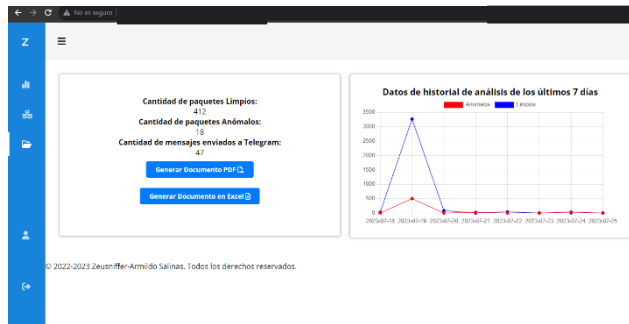 No es seguro
Z
Cantidad de paquetes Limpios:
412
Cantidad de paquetes Anómalos:
18
Cantidad de mensajes enviados a Telegram:
47
Generar Documento PDF
Generar Documento en Excel
Datos de historial de análisis de los últimos 7 días
Anomalos Limpios
3500
3000
2500
2000
1500
1000
500
0
2023-07-18 2023-07-19 2023-07-20 2023-07-21 2023-07-22 2023-07-23 2023-07-24 2023-07-25
© 2022-2023 Zeusniffer-Armildo Salinas. Todos los derechos reservados.